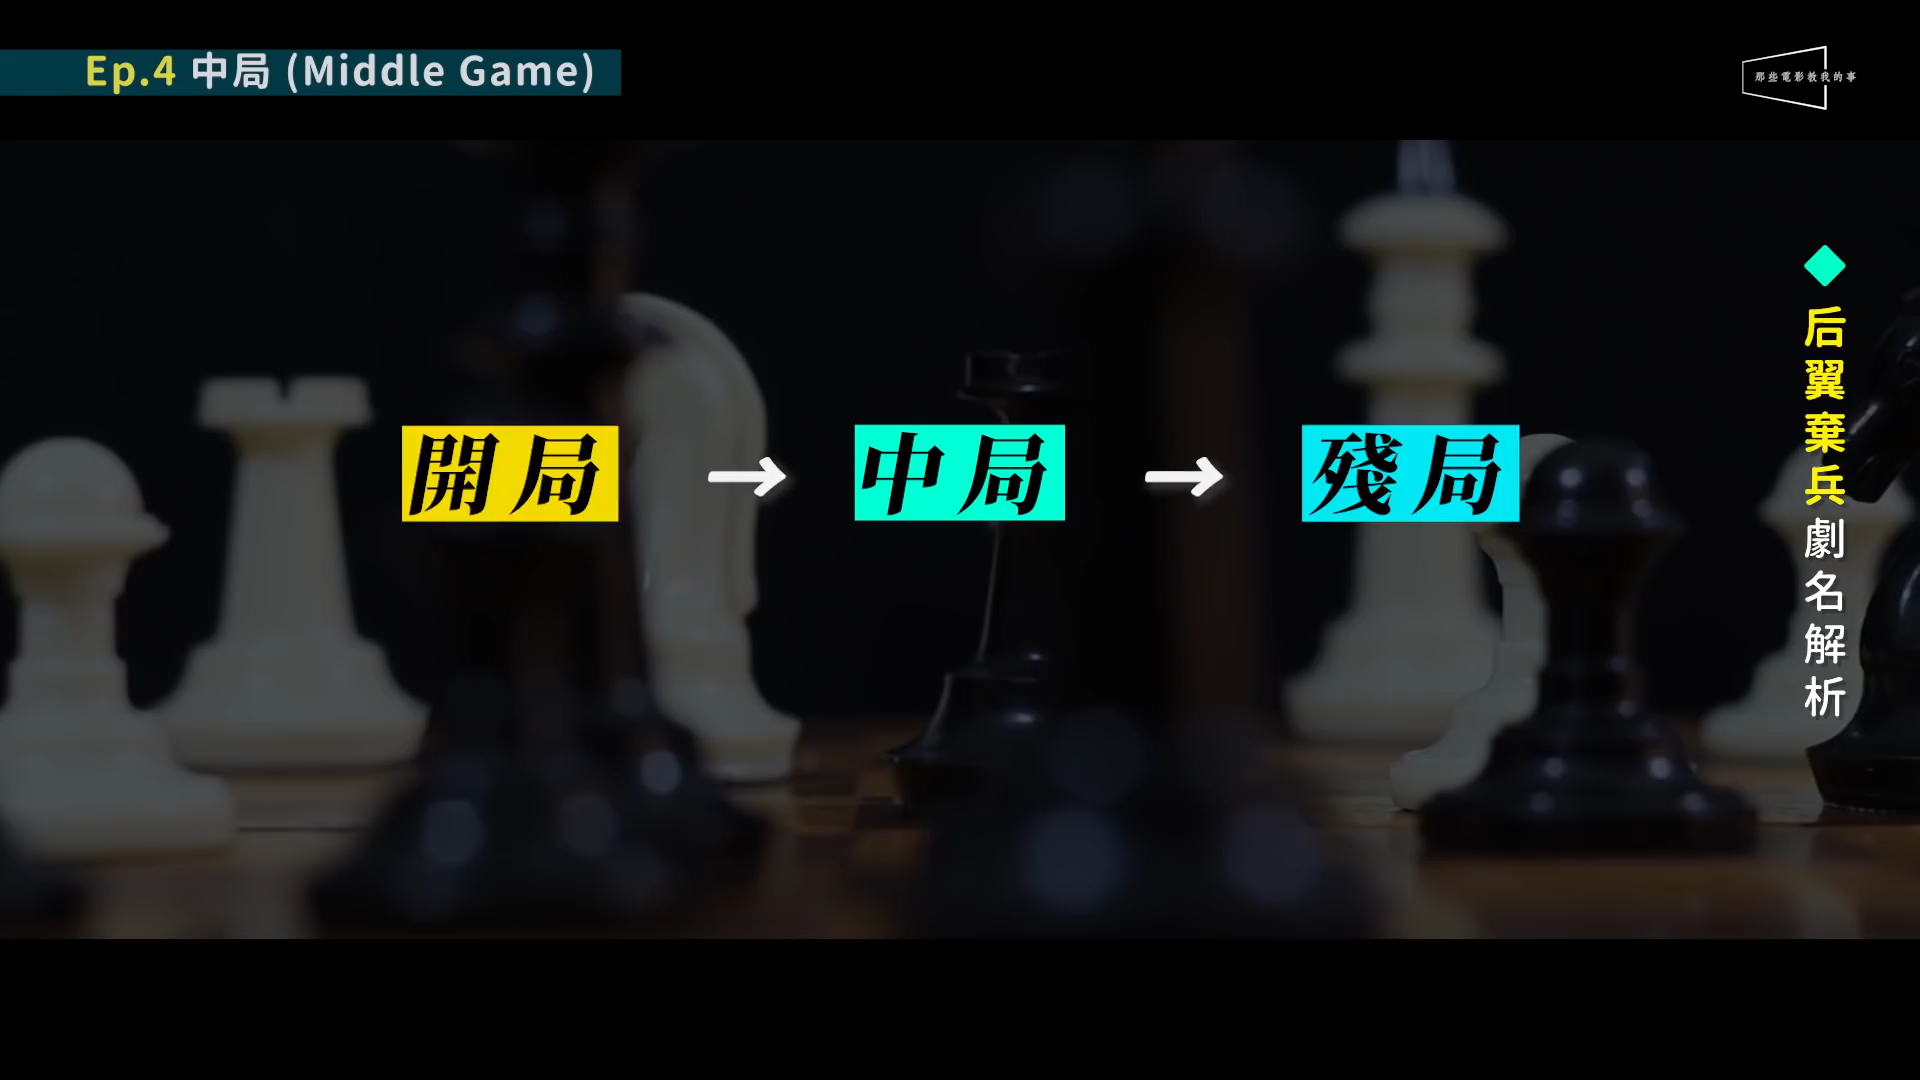 Ep.4 中局 (Middle Game)
那些電影教我的事
開局 → 中局 → 殘局
后翼棄兵劇名解析